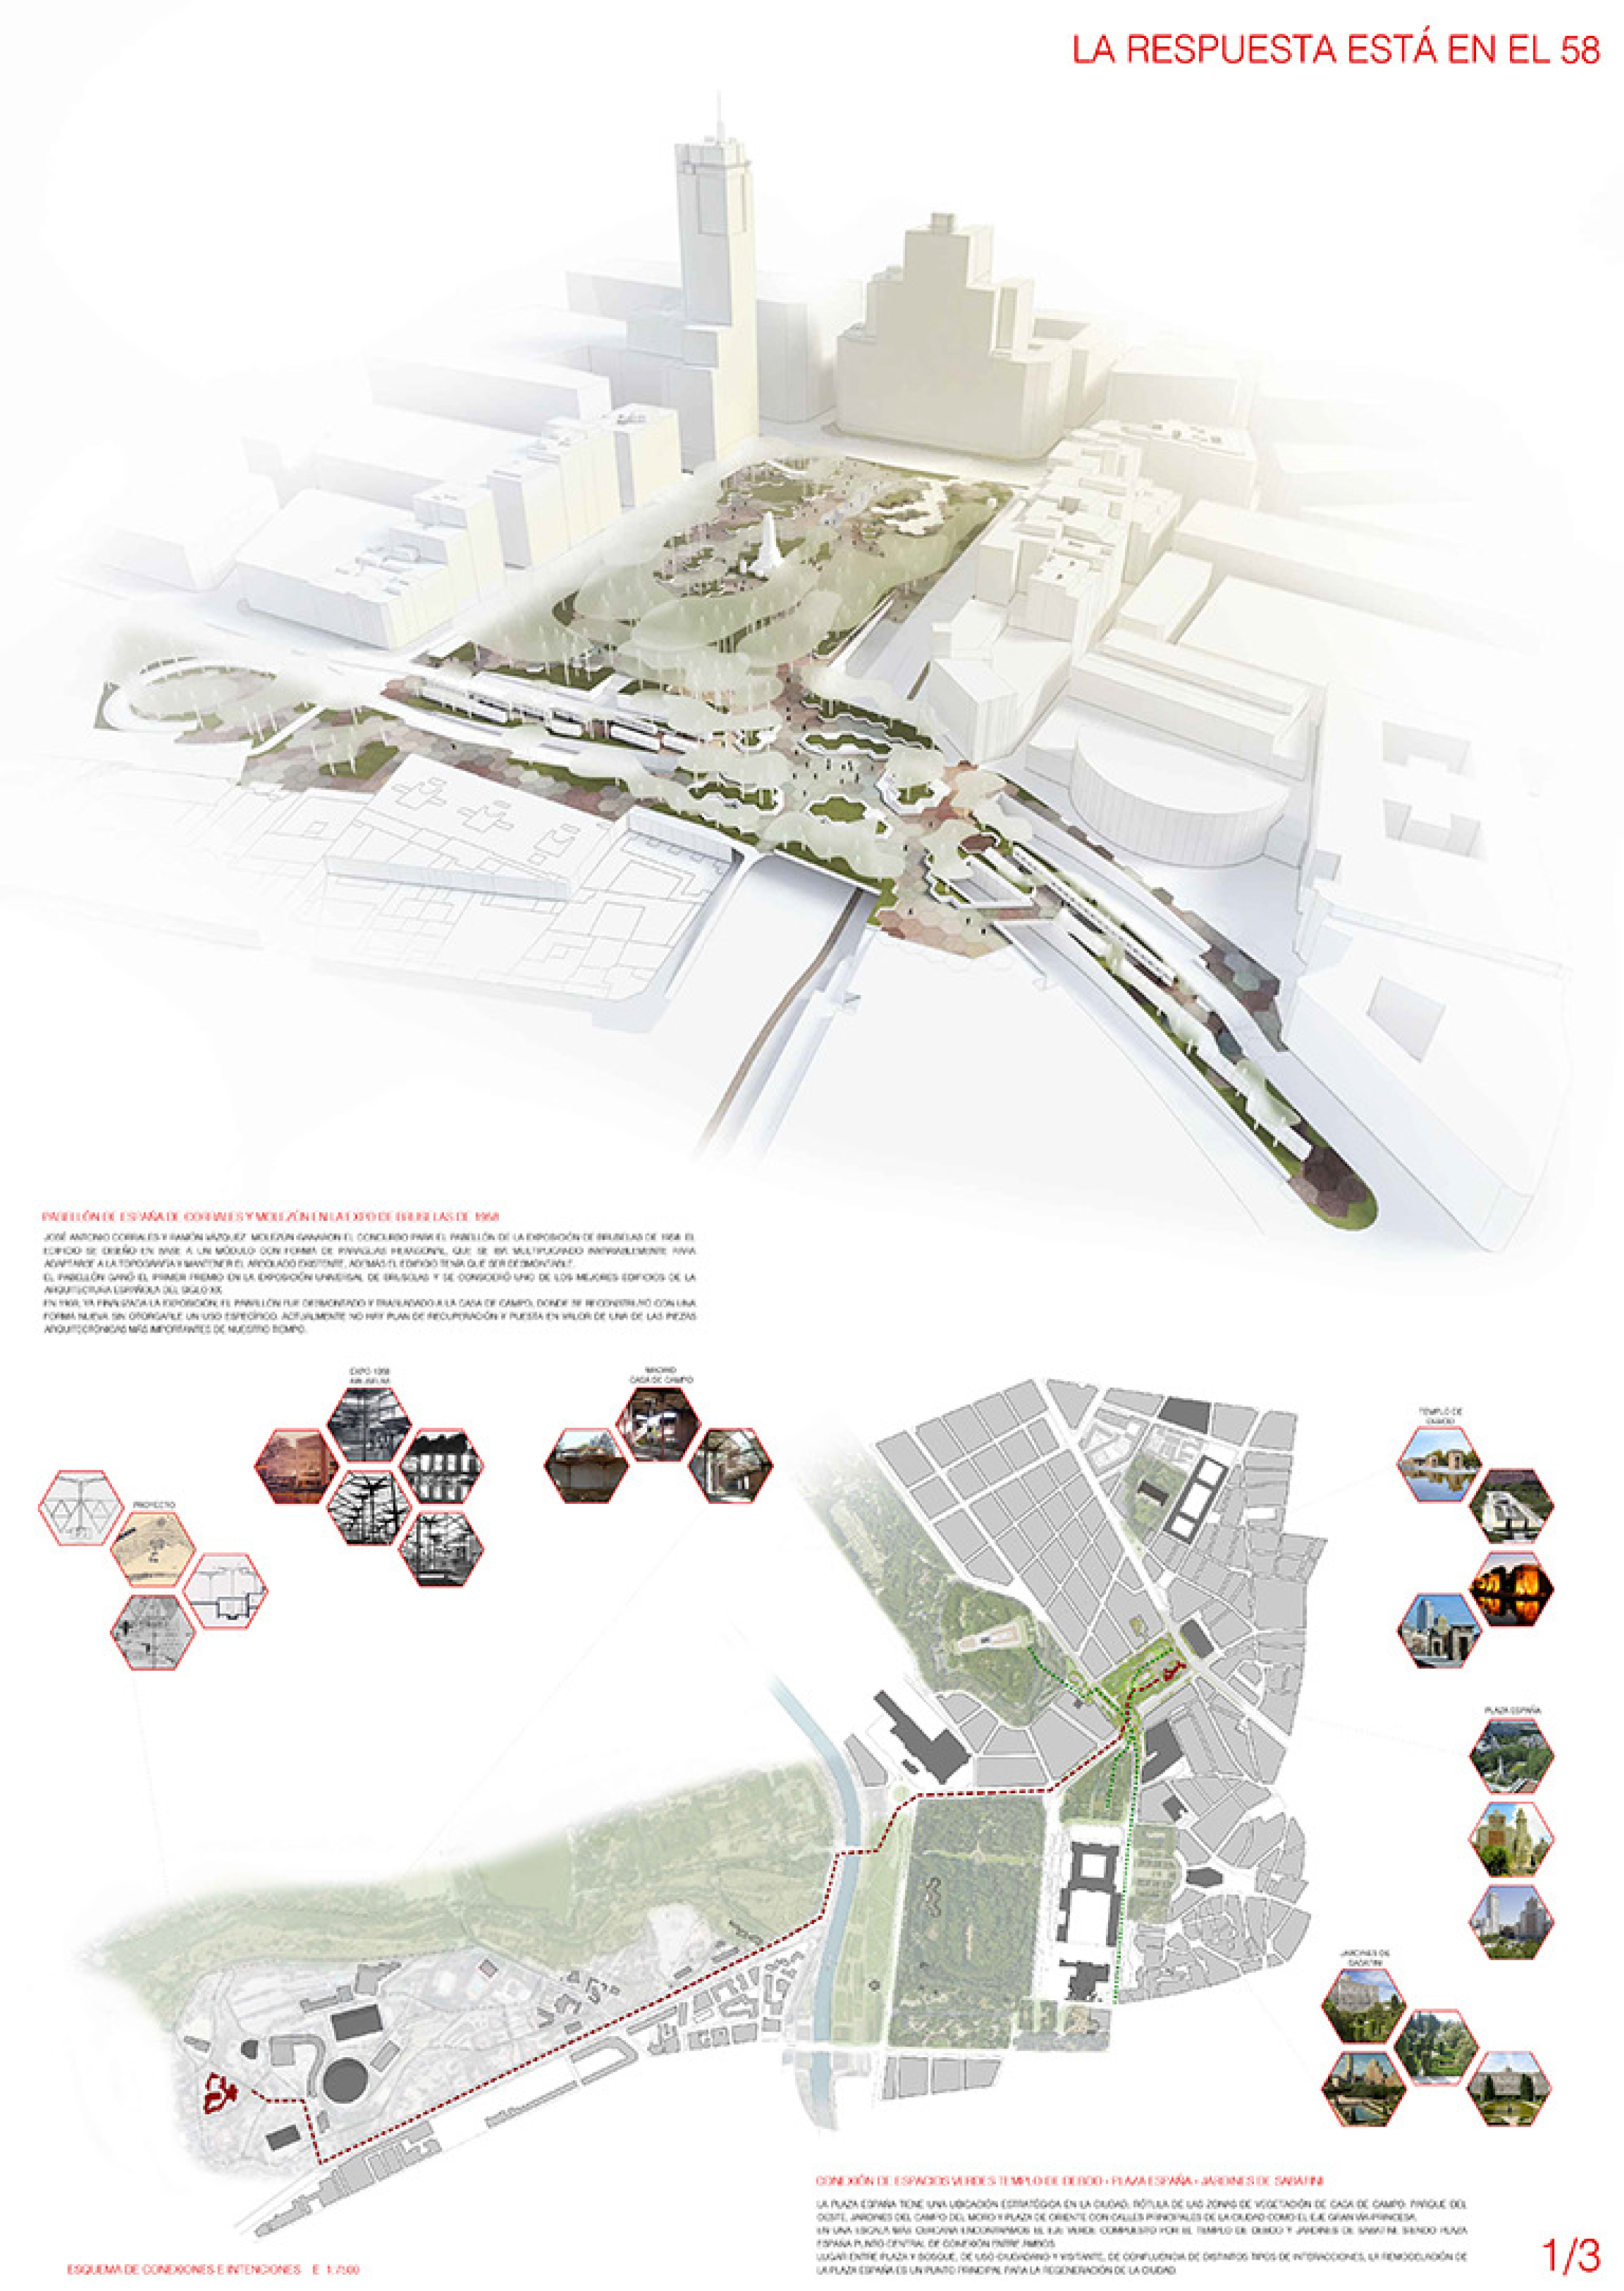 LA RESPUESTA ESTÁ EN EL 58
PABELLÓN DE ESPAÑA DE CORRALES Y MOLEZÚN EN LA EXPO DE BRUSELAS DE 1958
JOSÉ ANTONIO CORRALES Y RAMÓN VÁZQUEZ MOLEZUN GANARON EL CONCURSO PARA EL PABELLÓN DE LA EXPOSICIÓN DE BRUSELAS DE 1958. EL
EDIFICIO SE DISEÑO EN BASE A UN MÓDULO CON FORMA DE PARAGUAS HEXAGONAL, QUE SE IBA MULTIPLICANDO INVARIABLEMENTE PARA
ADAPTARSE A LA TOPOGRAFÍA Y MANTENER EL ARBOLADO EXISTENTE, ADEMÁS EL EDIFICIO TENÍA QUE SER DESMONTABLE.
EL PABELLÓN GANÓ EL PRIMER PREMIO EN LA EXPOSICIÓN UNIVERSAL DE BRUSELAS Y SE CONSIDERÓ UNO DE LOS MEJORES EDIFICIOS DE LA
ARQUITECTURA ESPAÑOLA DEL SIGLO XX.
EN 1959, YA FINALIZADA LA EXPOSICIÓN, EL PABELLÓN FUE DESMONTADO Y TRASLADADO A LA CASA DE CAMPO, DONDE SE RECONSTRUYÓ CON UNA
FORMA NUEVA SIN OTORGARLE UN USO ESPECÍFICO. ACTUALMENTE NO HAY PLAN DE RECUPERACIÓN Y PUESTA EN VALOR DE UNA DE LAS PIEZAS
ARQUITECTÓNICAS MÁS IMPORTANTES DE NUESTRO TIEMPO.
EXPO 1958
BRUSELAS
MADRID
CASA DE CAMPO
PROYECTO
TEMPLO DE
DEBOD
PLAZA ESPAÑA
JARDINES DE
SABATINI
CONEXIÓN DE ESPACIOS VERDES TEMPLO DE DEBOD - PLAZA ESPAÑA - JARDINES DE SABATINI
LA PLAZA ESPAÑA TIENE UNA UBICACIÓN ESTRATÉGICA EN LA CIUDAD; RÓTULA DE LAS ZONAS DE VEGETACIÓN DE CASA DE CAMPO, PARQUE DEL
OESTE, JARDINES DEL CAMPO DEL MORO Y PLAZA DE ORIENTE CON CALLES PRINCIPALES DE LA CIUDAD COMO EL EJE GRAN VÍA-PRINCESA.
EN UNA ESCALA MÁS CERCANA ENCONTRAMOS EL EJE VERDE COMPUESTO POR EL TEMPLO DE DEBOD Y JARDINES DE SABATINI, SIENDO PLAZA
ESPAÑA PUNTO CENTRAL DE CONEXIÓN ENTRE AMBOS.
LUGAR ENTRE PLAZA Y BOSQUE, DE USO CIUDADANO Y VISITANTE, DE CONFLUENCIA DE DISTINTOS TIPOS DE INTERACCIONES, LA REMODELACIÓN DE
LA PLAZA ESPAÑA ES UN PUNTO PRINCIPAL PARA LA REGENERACIÓN DE LA CIUDAD.
ESQUEMA DE CONEXIONES E INTENCIONES E 1:7500
1/3